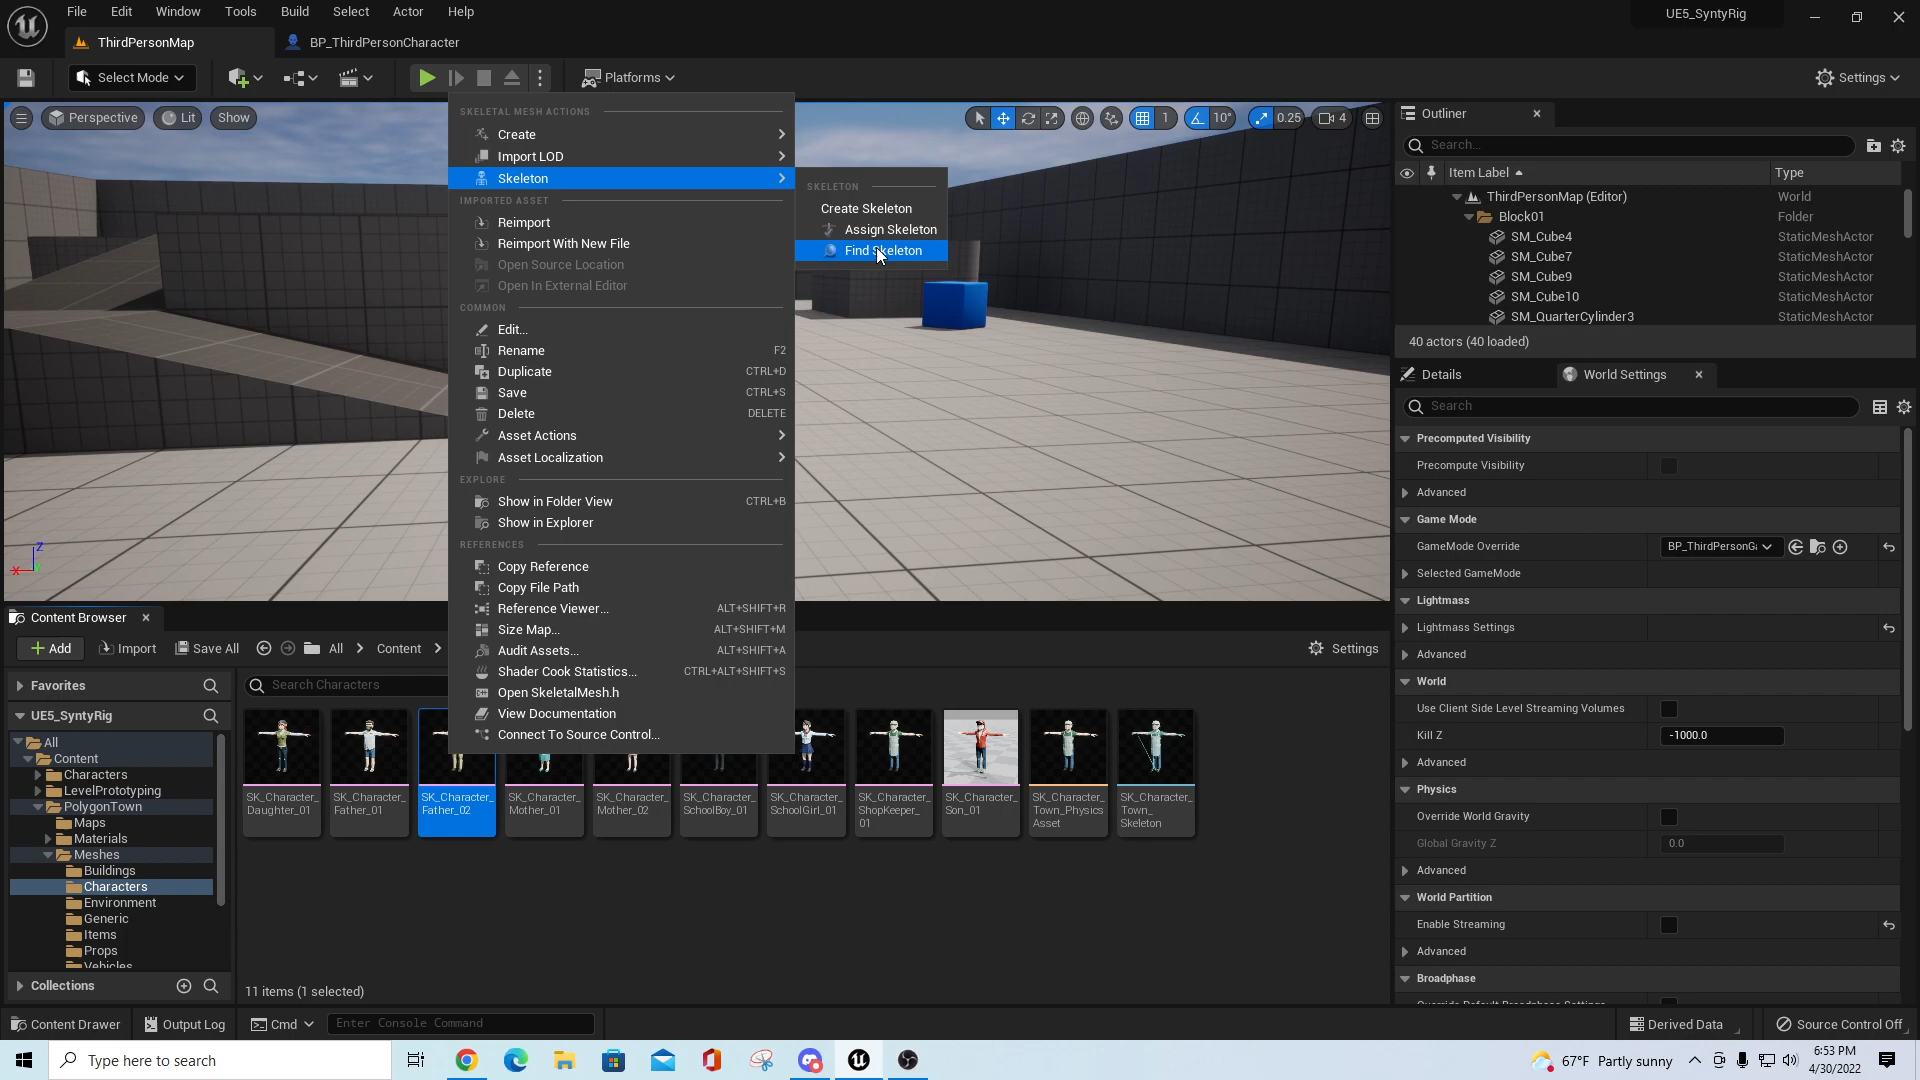 File Edit Window Tools Build Select Actor Help
UE5_SyntyRig
ThirdPersonMap
BP_ThirdPersonCharacter
Select Mode
Platforms
Settings
Perspective Lit Show
1 10° 0.25 4
SKELETAL MESH ACTIONS
Create
Import LOD
Skeleton
IMPORTED ASSET
Reimport
Reimport With New File
Open Source Location
Open In External Editor
COMMON
Edit...
Rename F2
Duplicate CTRL+D
Save CTRL+S
Delete DELETE
Asset Actions
Asset Localization
EXPLORE
Show in Folder View CTRL+B
Show in Explorer
REFERENCES
Copy Reference
Copy File Path
Reference Viewer... ALT+SHIFT+R
Size Map... ALT+SHIFT+M
Audit Assets... ALT+SHIFT+A
Shader Cook Statistics... CTRL+ALT+SHIFT+S
Open SkeletalMesh.h
View Documentation
Connect To Source Control...
SKELETON
Create Skeleton
Assign Skeleton
Find Skeleton
Outliner
Search...
Item Label Type
ThirdPersonMap (Editor) World
Block01 Folder
SM_Cube4 StaticMeshActor
SM_Cube7 StaticMeshActor
SM_Cube9 StaticMeshActor
SM_Cube10 StaticMeshActor
SM_QuarterCylinder3 StaticMeshActor
40 actors (40 loaded)
Details
World Settings
Search
Precomputed Visibility
Precompute Visibility
Advanced
Game Mode
GameMode Override BP_ThirdPersonGa
Selected GameMode
Lightmass
Lightmass Settings
Advanced
World
Use Client Side Level Streaming Volumes
Kill Z -1000.0
Advanced
Physics
Override World Gravity
Global Gravity Z 0.0
Advanced
World Partition
Enable Streaming
Advanced
Broadphase
Override Default Broadphase Settings
Z
X
Content Browser
Add Import Save All All Content
Settings
Favorites
UE5_SyntyRig
All
Content
Characters
LevelPrototyping
PolygonTown
Maps
Materials
Meshes
Buildings
Characters
Environment
Generic
Items
Props
Vehicles
Collections
Search Characters
SK_Character_
Daughter_01
SK_Character_
Father_01
SK_Character_
Father_02
SK_Character_
Mother_01
SK_Character_
Mother_02
SK_Character_
SchoolBoy_01
SK_Character_
SchoolGirl_01
SK_Character_
ShopKeeper_
01
SK_Character_
Son_01
SK_Character_
Town_Physics
Asset
SK_Character_
Town_
Skeleton
11 items (1 selected)
Content Drawer Output Log Cmd Enter Console Command
Derived Data Source Control Off
Type here to search
67°F Partly sunny
6:53 PM
4/30/2022